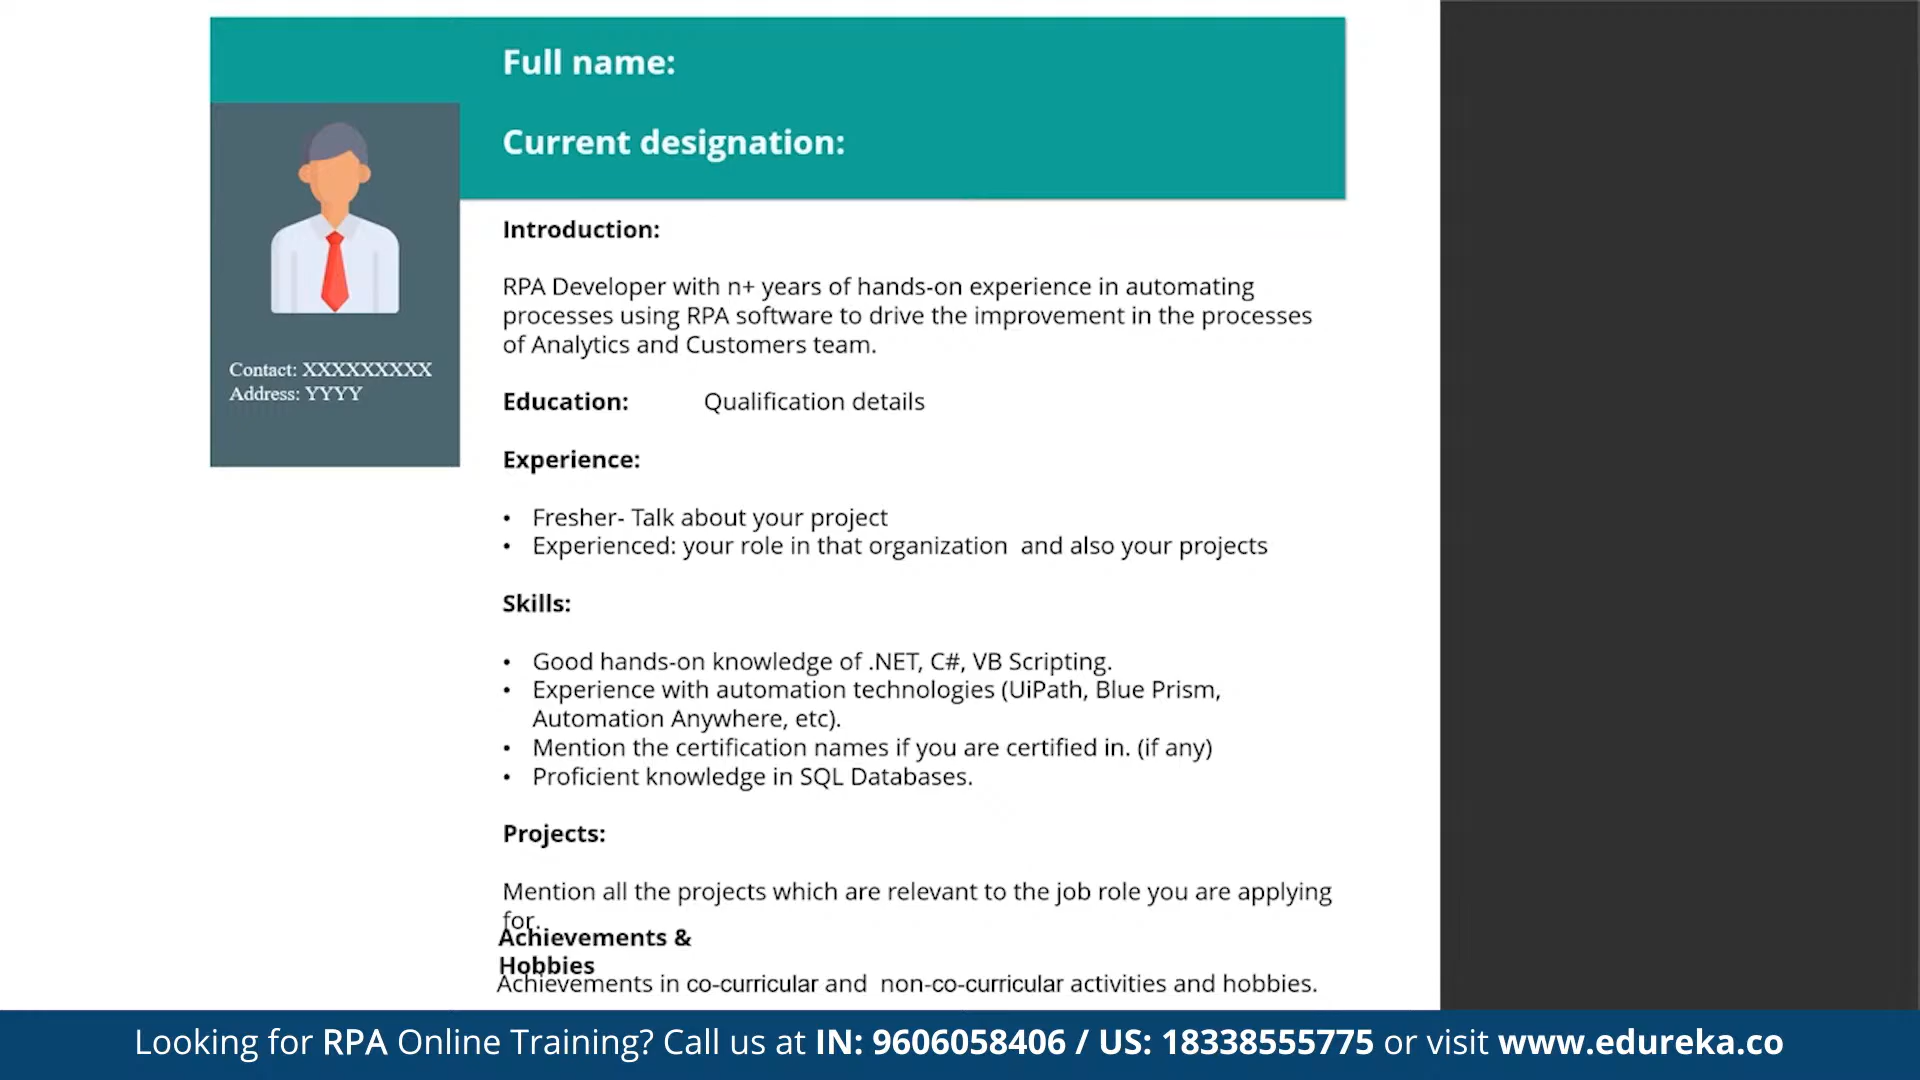 Full name:
Current designation:
Contact: XXXXXXXXX
Address: YYYY
Introduction:
RPA Developer with n+ years of hands-on experience in automating
processes using RPA software to drive the improvement in the processes
of Analytics and Customers team.
Education: Qualification details
Experience:
• Fresher- Talk about your project
• Experienced: your role in that organization  and also your projects
Skills:
• Good hands-on knowledge of .NET, C#, VB Scripting.
• Experience with automation technologies (UiPath, Blue Prism,
Automation Anywhere, etc).
• Mention the certification names if you are certified in. (if any)
• Proficient knowledge in SQL Databases.
Projects:
Mention all the projects which are relevant to the job role you are applying
for.
Achievements &
Hobbies
Achievements in co-curricular and  non-co-curricular activities and hobbies.
Looking for RPA Online Training? Call us at IN: 9606058406 / US: 18338555775 or visit www.edureka.co